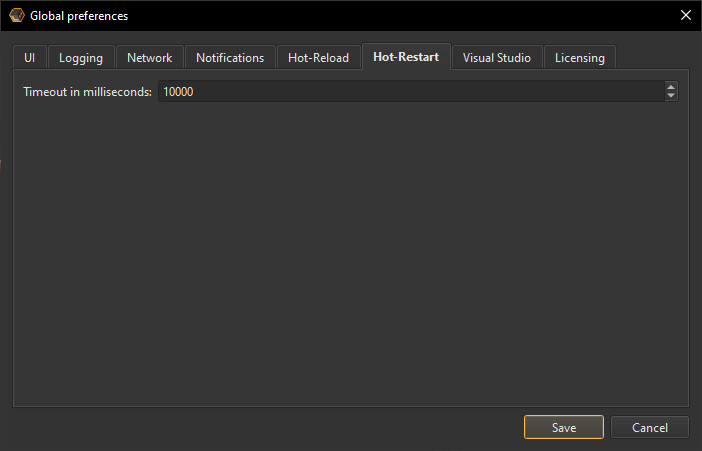 Global preferences
UI Logging Network Notifications Hot-Reload Hot-Restart Visual Studio Licensing
Timeout in milliseconds: 10000
Save Cancel